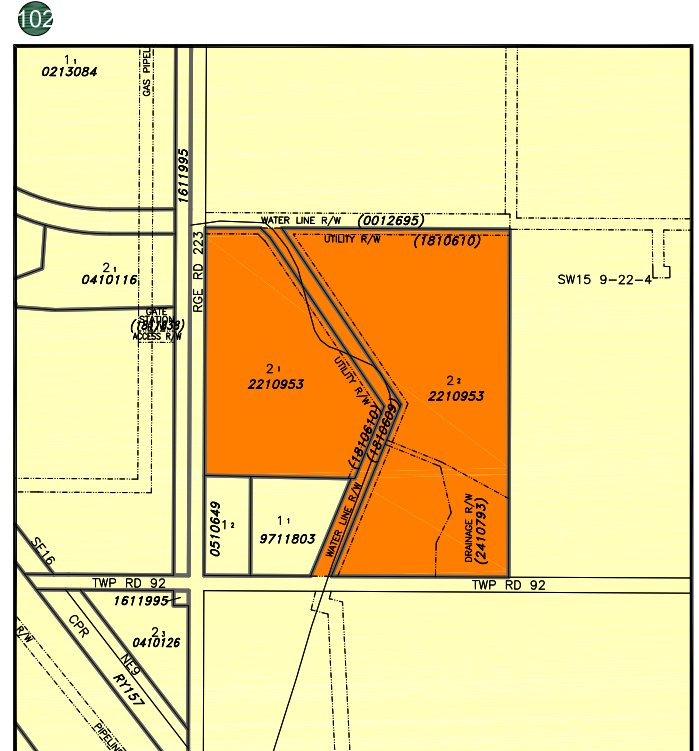 102
1 1
0213084
GAS PIPEL
1611995
WATER LINE R/W (0012695)
UTILITY R/W (1810610)
RGE RD 223
2 1
0410116
SW15 9-22-4
GATE
STATION
ACCESS R/W
2 1
2210953
2 2
2210953
UTILITY R/W
(1810610)
(1810609)
WATER LINE R/W
0510649
1 2
1 1
9711803
DRAINAGE R/W
(2410793)
SE16
TWP RD 92
TWP RD 92
1611995
2 3
0410126
CPR
NE9
RY157
R/W
PIPELINE